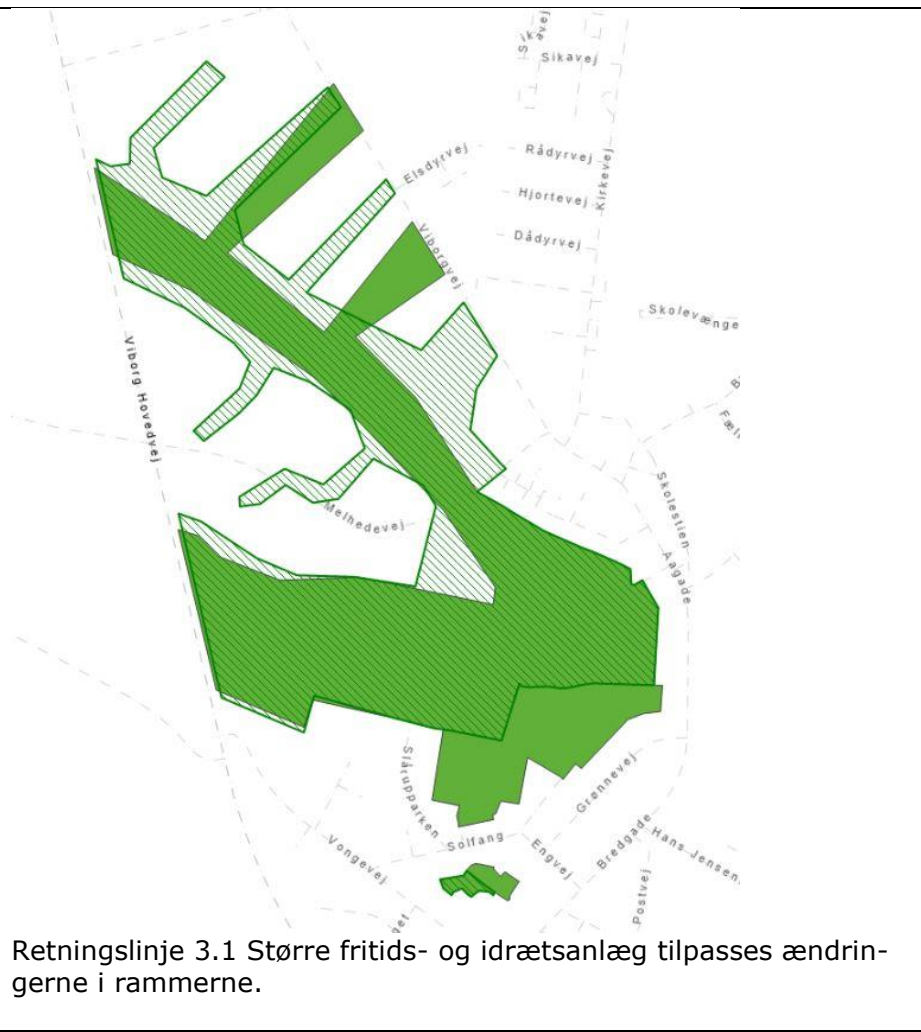 Sikavej
Sikavej
Elsdyrvej
Rådyrvej
Hjortevej
Kirkevej
Dådyrvej
Viborgvej
Skolevænge
Viborg Hovedvej
Skolestien
Melhedevej
Aagade
Slårupparken
Grønnevej
Solfang
Vongevej
Engvej
Bredgade
Hans Jensen
Postvej
Retningslinje 3.1 Større fritids- og idrætsanlæg tilpasses ændrin-
gerne i rammerne.